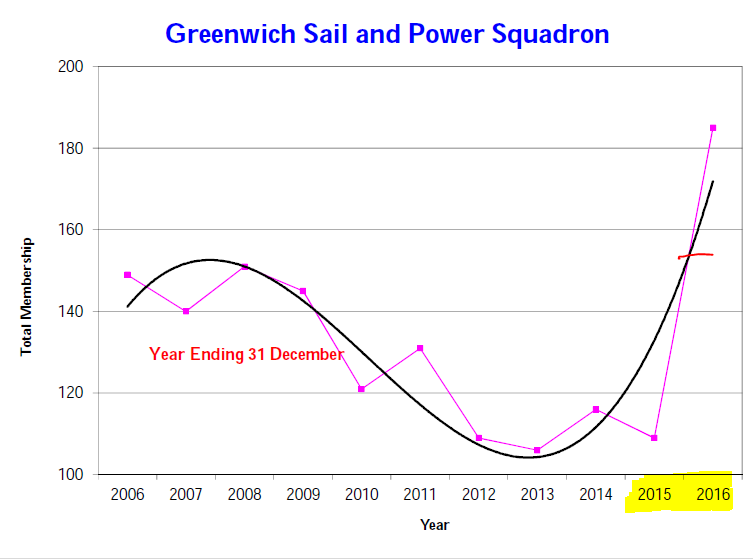 Greenwich Sail and Power Squadron
200
180
160
140
120
100
Total Membership
Year Ending 31 December
2006 2007 2008 2009 2010 2011 2012 2013 2014 2015 2016
Year